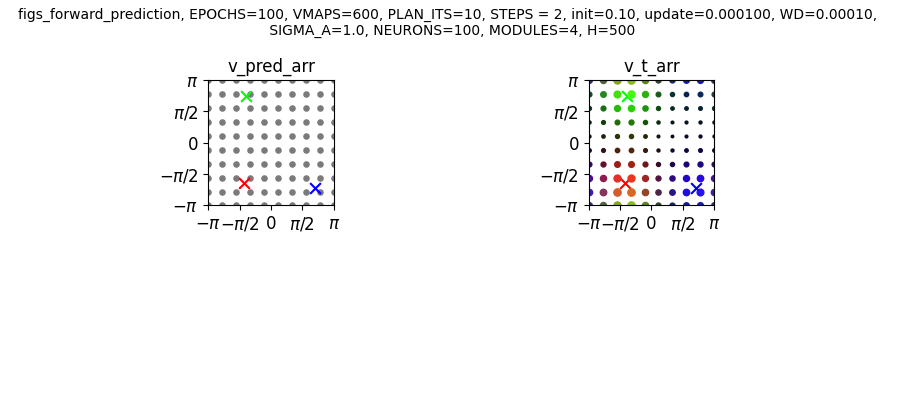 figs_forward_prediction, EPOCHS=100, VMAPS=600, PLAN_ITS=10, STEPS = 2, init=0.10, update=0.000100, WD=0.00010,
SIGMA_A=1.0, NEURONS=100, MODULES=4, H=500
v_pred_arr
π
π/2
0
−π/2
−π
−π −π/2 0 π/2 π
v_t_arr
π
π/2
0
−π/2
−π
−π −π/2 0 π/2 π